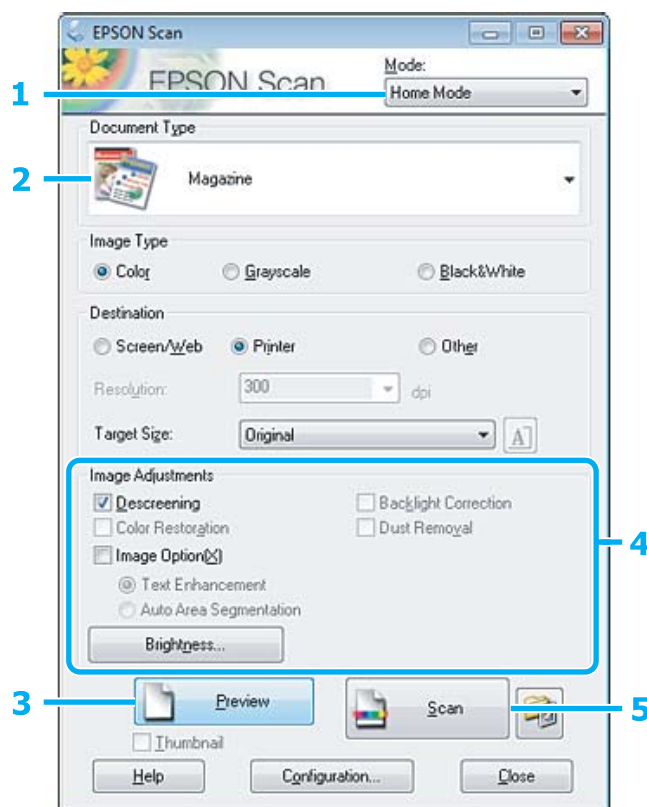 EPSON Scan
EPSON Scan
Mode:
1
Home Mode
Document Type
2
Magazine
Image Type
Color Grayscale Black&White
Destination
Screen/Web Printer Other
Resolution: 300 dpi
Target Size: Original A
Image Adjustments
Descreening Backlight Correction
Color Restoration Dust Removal
4
Image Option(X)
Text Enhancement
Auto Area Segmentation
Brightness...
3 Preview Scan 5
Thumbnail
Help Configuration... Close